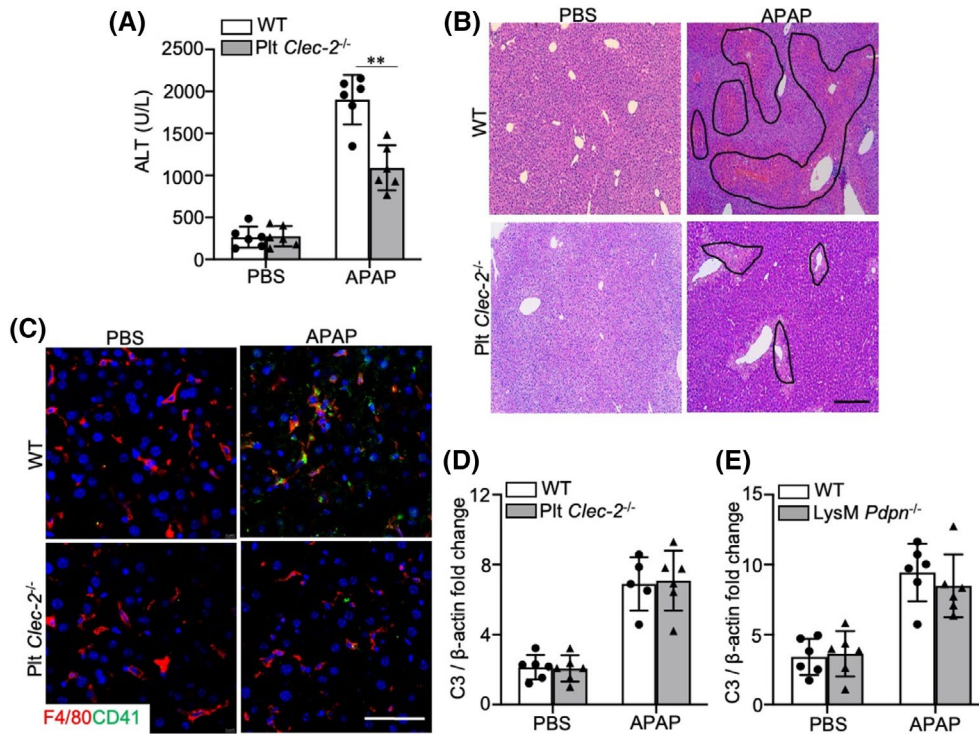 (A)
WT
Plt Clec-2-/-
ALT (U/L)
2500
2000
1500
1000
500
0
**
PBS
APAP
(B)
PBS
APAP
WT
Plt Clec-2-/-
(C)
PBS
APAP
WT
Plt Clec-2-/-
F4/80CD41
(D)
WT
Plt Clec-2-/-
C3 / β-actin fold change
12
8
4
0
PBS
APAP
(E)
WT
LysM Pdpn-/-
C3 / β-actin fold change
15
10
5
0
PBS
APAP